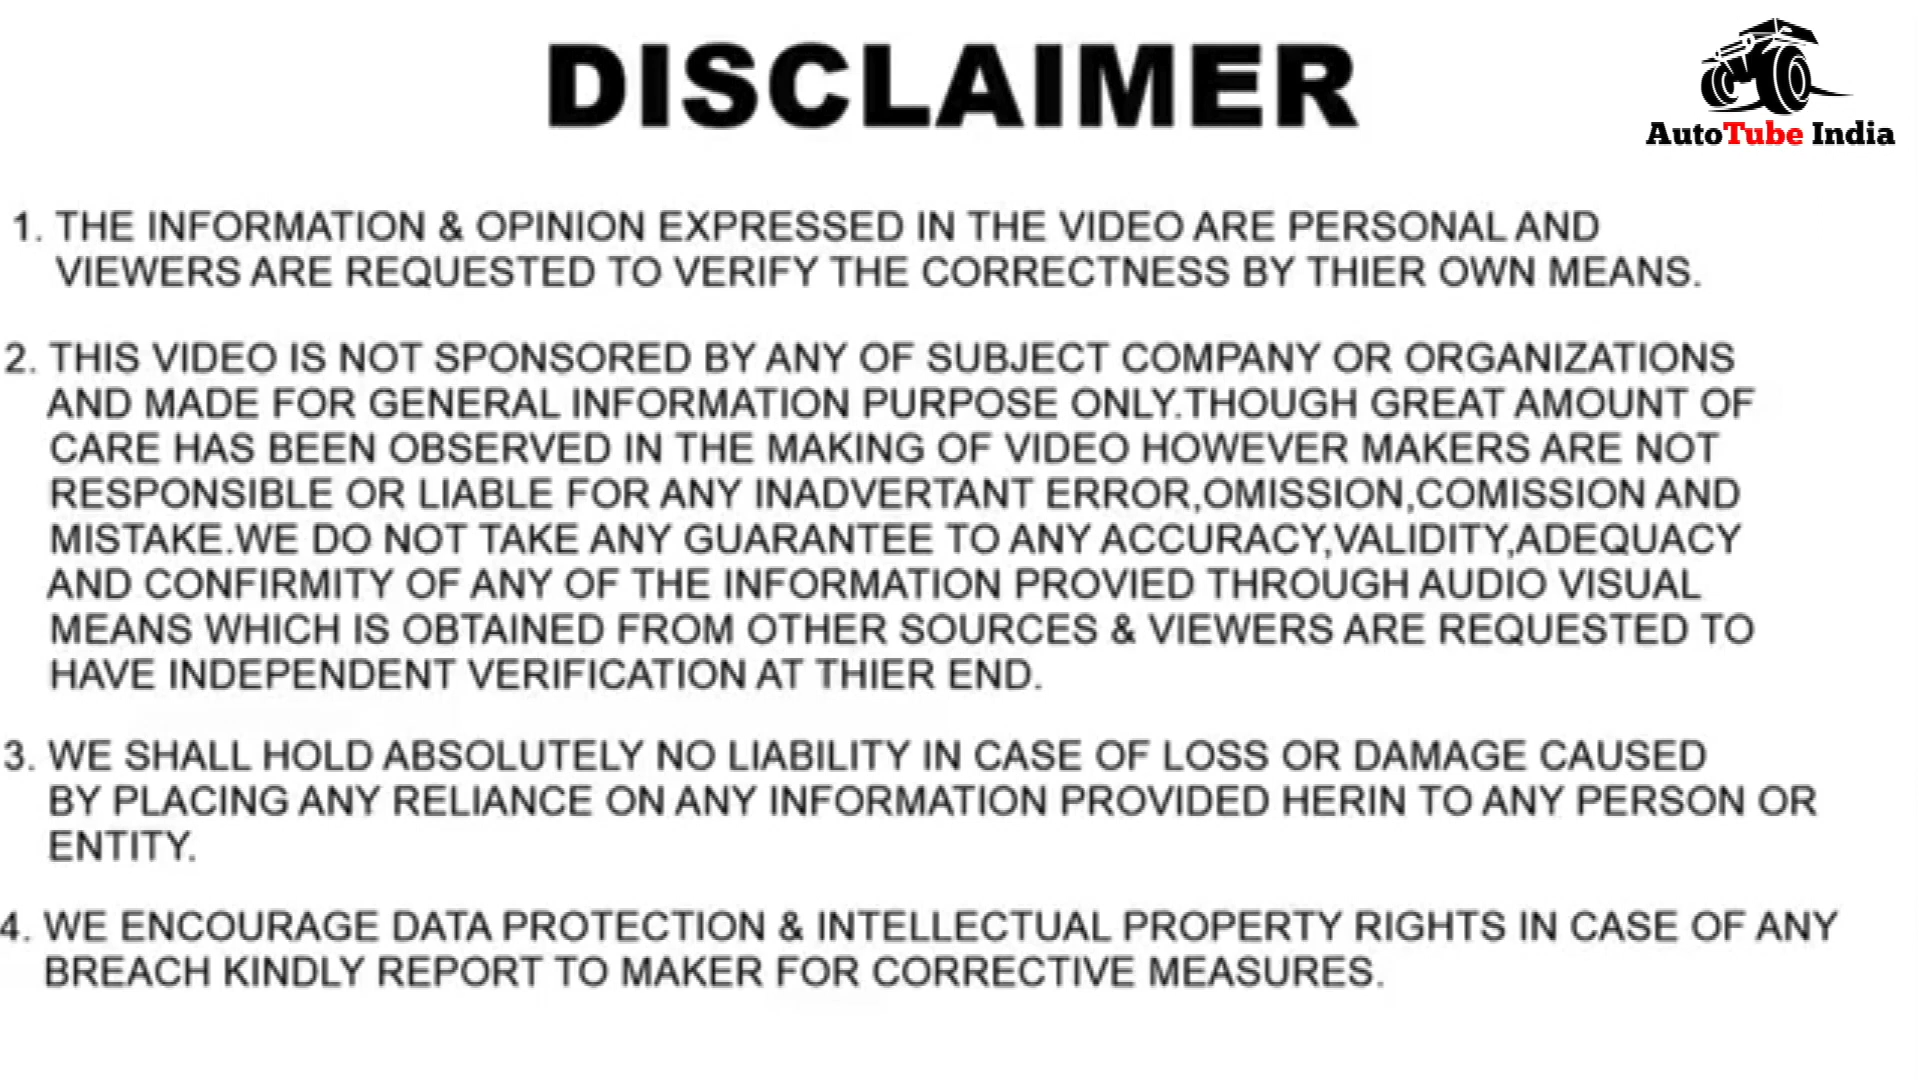 DISCLAIMER
AutoTube India
1. THE INFORMATION & OPINION EXPRESSED IN THE VIDEO ARE PERSONAL AND
VIEWERS ARE REQUESTED TO VERIFY THE CORRECTNESS BY THIER OWN MEANS.
2. THIS VIDEO IS NOT SPONSORED BY ANY OF SUBJECT COMPANY OR ORGANIZATIONS
AND MADE FOR GENERAL INFORMATION PURPOSE ONLY.THOUGH GREAT AMOUNT OF
CARE HAS BEEN OBSERVED IN THE MAKING OF VIDEO HOWEVER MAKERS ARE NOT
RESPONSIBLE OR LIABLE FOR ANY INADVERTANT ERROR,OMISSION,COMISSION AND
MISTAKE.WE DO NOT TAKE ANY GUARANTEE TO ANY ACCURACY,VALIDITY,ADEQUACY
AND CONFIRMITY OF ANY OF THE INFORMATION PROVIED THROUGH AUDIO VISUAL
MEANS WHICH IS OBTAINED FROM OTHER SOURCES & VIEWERS ARE REQUESTED TO
HAVE INDEPENDENT VERIFICATION AT THIER END.
3. WE SHALL HOLD ABSOLUTELY NO LIABILITY IN CASE OF LOSS OR DAMAGE CAUSED
BY PLACING ANY RELIANCE ON ANY INFORMATION PROVIDED HERIN TO ANY PERSON OR
ENTITY.
4. WE ENCOURAGE DATA PROTECTION & INTELLECTUAL PROPERTY RIGHTS IN CASE OF ANY
BREACH KINDLY REPORT TO MAKER FOR CORRECTIVE MEASURES.